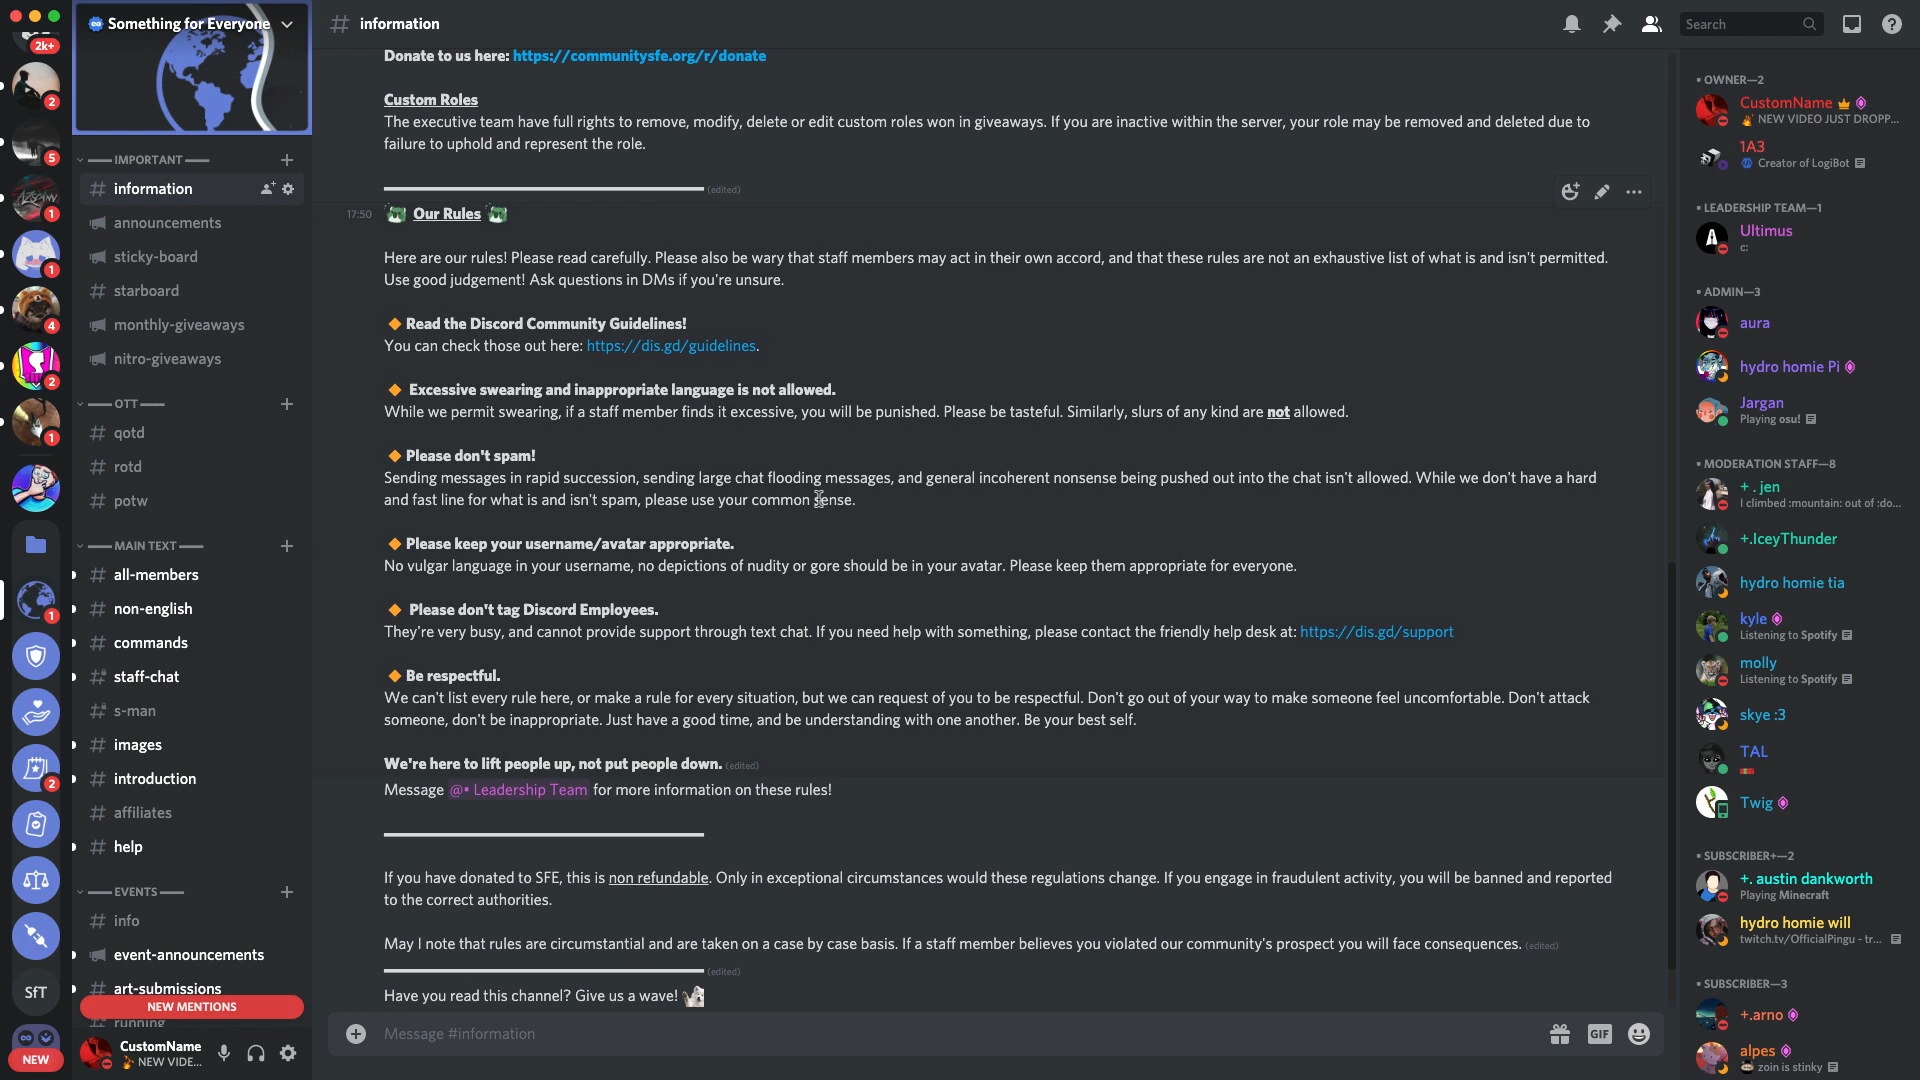 2k+
2
5
1
1
4
2
1
1
2
SfT
NEW
Something for Everyone
IMPORTANT
information
announcements
sticky-board
starboard
monthly-giveaways
nitro-giveaways
OTT
qotd
rotd
potw
MAIN TEXT
all-members
non-english
commands
staff-chat
s-man
images
introduction
affiliates
help
EVENTS
info
event-announcements
art-submissions
NEW MENTIONS
running
CustomName
NEW VIDE...
information
Search
Donate to us here: https://communitysfe.org/r/donate
Custom Roles
The executive team have full rights to remove, modify, delete or edit custom roles won in giveaways. If you are inactive within the server, your role may be removed and deleted due to
failure to uphold and represent the role.
(edited)
17:50 Our Rules
Here are our rules! Please read carefully. Please also be wary that staff members may act in their own accord, and that these rules are not an exhaustive list of what is and isn't permitted.
Use good judgement! Ask questions in DMs if you're unsure.
Read the Discord Community Guidelines!
You can check those out here: https://dis.gd/guidelines.
Excessive swearing and inappropriate language is not allowed.
While we permit swearing, if a staff member finds it excessive, you will be punished. Please be tasteful. Similarly, slurs of any kind are not allowed.
Please don't spam!
Sending messages in rapid succession, sending large chat flooding messages, and general incoherent nonsense being pushed out into the chat isn't allowed. While we don't have a hard
and fast line for what is and isn't spam, please use your common sense.
Please keep your username/avatar appropriate.
No vulgar language in your username, no depictions of nudity or gore should be in your avatar. Please keep them appropriate for everyone.
Please don't tag Discord Employees.
They're very busy, and cannot provide support through text chat. If you need help with something, please contact the friendly help desk at: https://dis.gd/support
Be respectful.
We can't list every rule here, or make a rule for every situation, but we can request of you to be respectful. Don't go out of your way to make someone feel uncomfortable. Don't attack
someone, don't be inappropriate. Just have a good time, and be understanding with one another. Be your best self.
We're here to lift people up, not put people down. (edited)
Message @• Leadership Team for more information on these rules!
If you have donated to SFE, this is non refundable. Only in exceptional circumstances would these regulations change. If you engage in fraudulent activity, you will be banned and reported
to the correct authorities.
May I note that rules are circumstantial and are taken on a case by case basis. If a staff member believes you violated our community's prospect you will face consequences. (edited)
(edited)
Have you read this channel? Give us a wave!
Message #information
GIF
• OWNER—2
CustomName
NEW VIDEO JUST DROPP...
1A3
Creator of LogiBot
• LEADERSHIP TEAM—1
Ultimus
c:
• ADMIN—3
aura
hydro homie Pi
Jargan
Playing osu!
• MODERATION STAFF—8
+ . jen
I climbed :mountain: out of :do...
+.IceyThunder
hydro homie tia
kyle
Listening to Spotify
molly
Listening to Spotify
skye :3
TAL
Twig
• SUBSCRIBER+—2
+. austin dankworth
Playing Minecraft
hydro homie will
twitch.tv/OfficialPingu - tr...
• SUBSCRIBER—3
+.arno
alpes
zoin is stinky